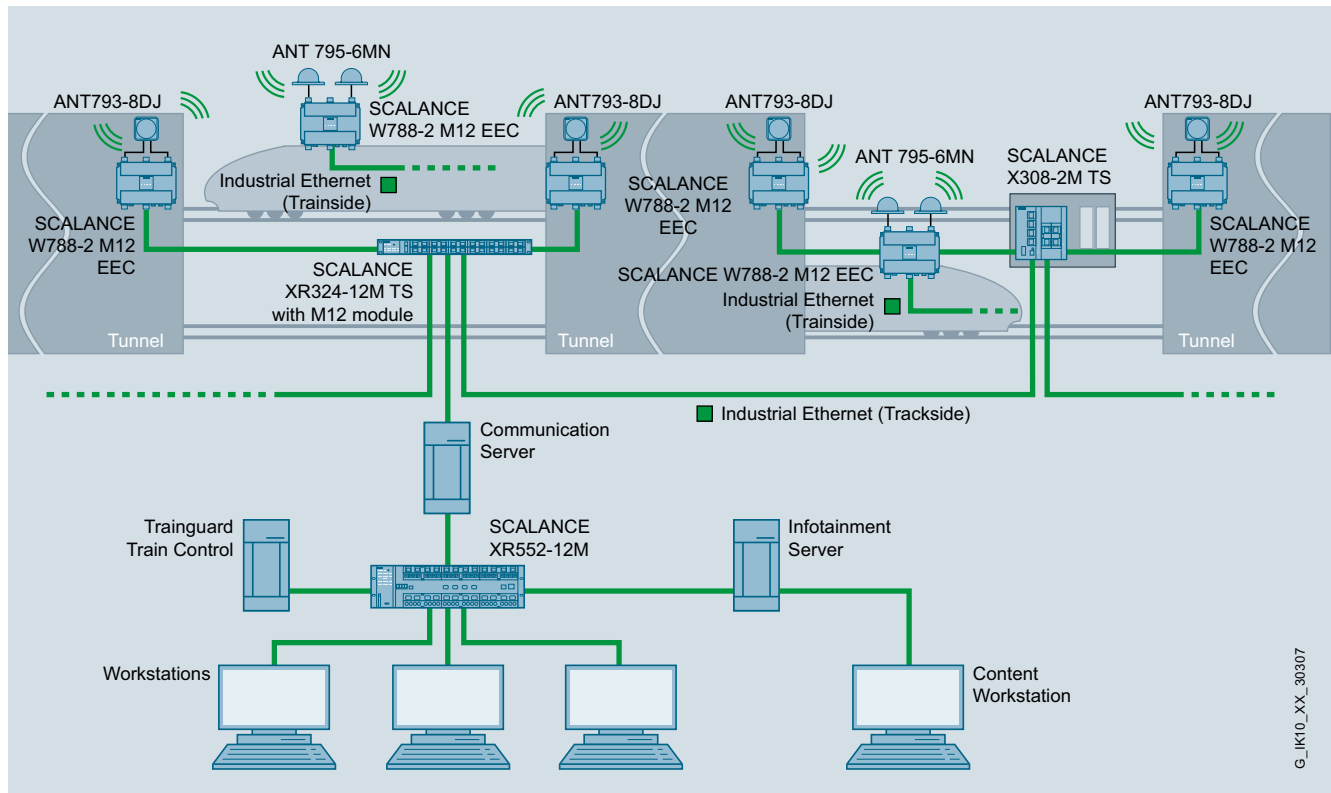 ANT 795-6MN
ANT793-8DJ
SCALANCE
W788-2 M12 EEC
ANT793-8DJ
ANT793-8DJ
ANT793-8DJ
Industrial Ethernet
(Trainside)
SCALANCE
W788-2 M12
EEC
SCALANCE
XR324-12M TS
with M12 module
SCALANCE
W788-2 M12
EEC
ANT 795-6MN
SCALANCE
X308-2M TS
SCALANCE
W788-2 M12
EEC
SCALANCE W788-2 M12 EEC
Industrial Ethernet
(Trainside)
Tunnel
Tunnel
Tunnel
Industrial Ethernet (Trackside)
Communication
Server
Trainguard
Train Control
SCALANCE
XR552-12M
Infotainment
Server
Workstations
Content
Workstation
G_IK10_XX_30307